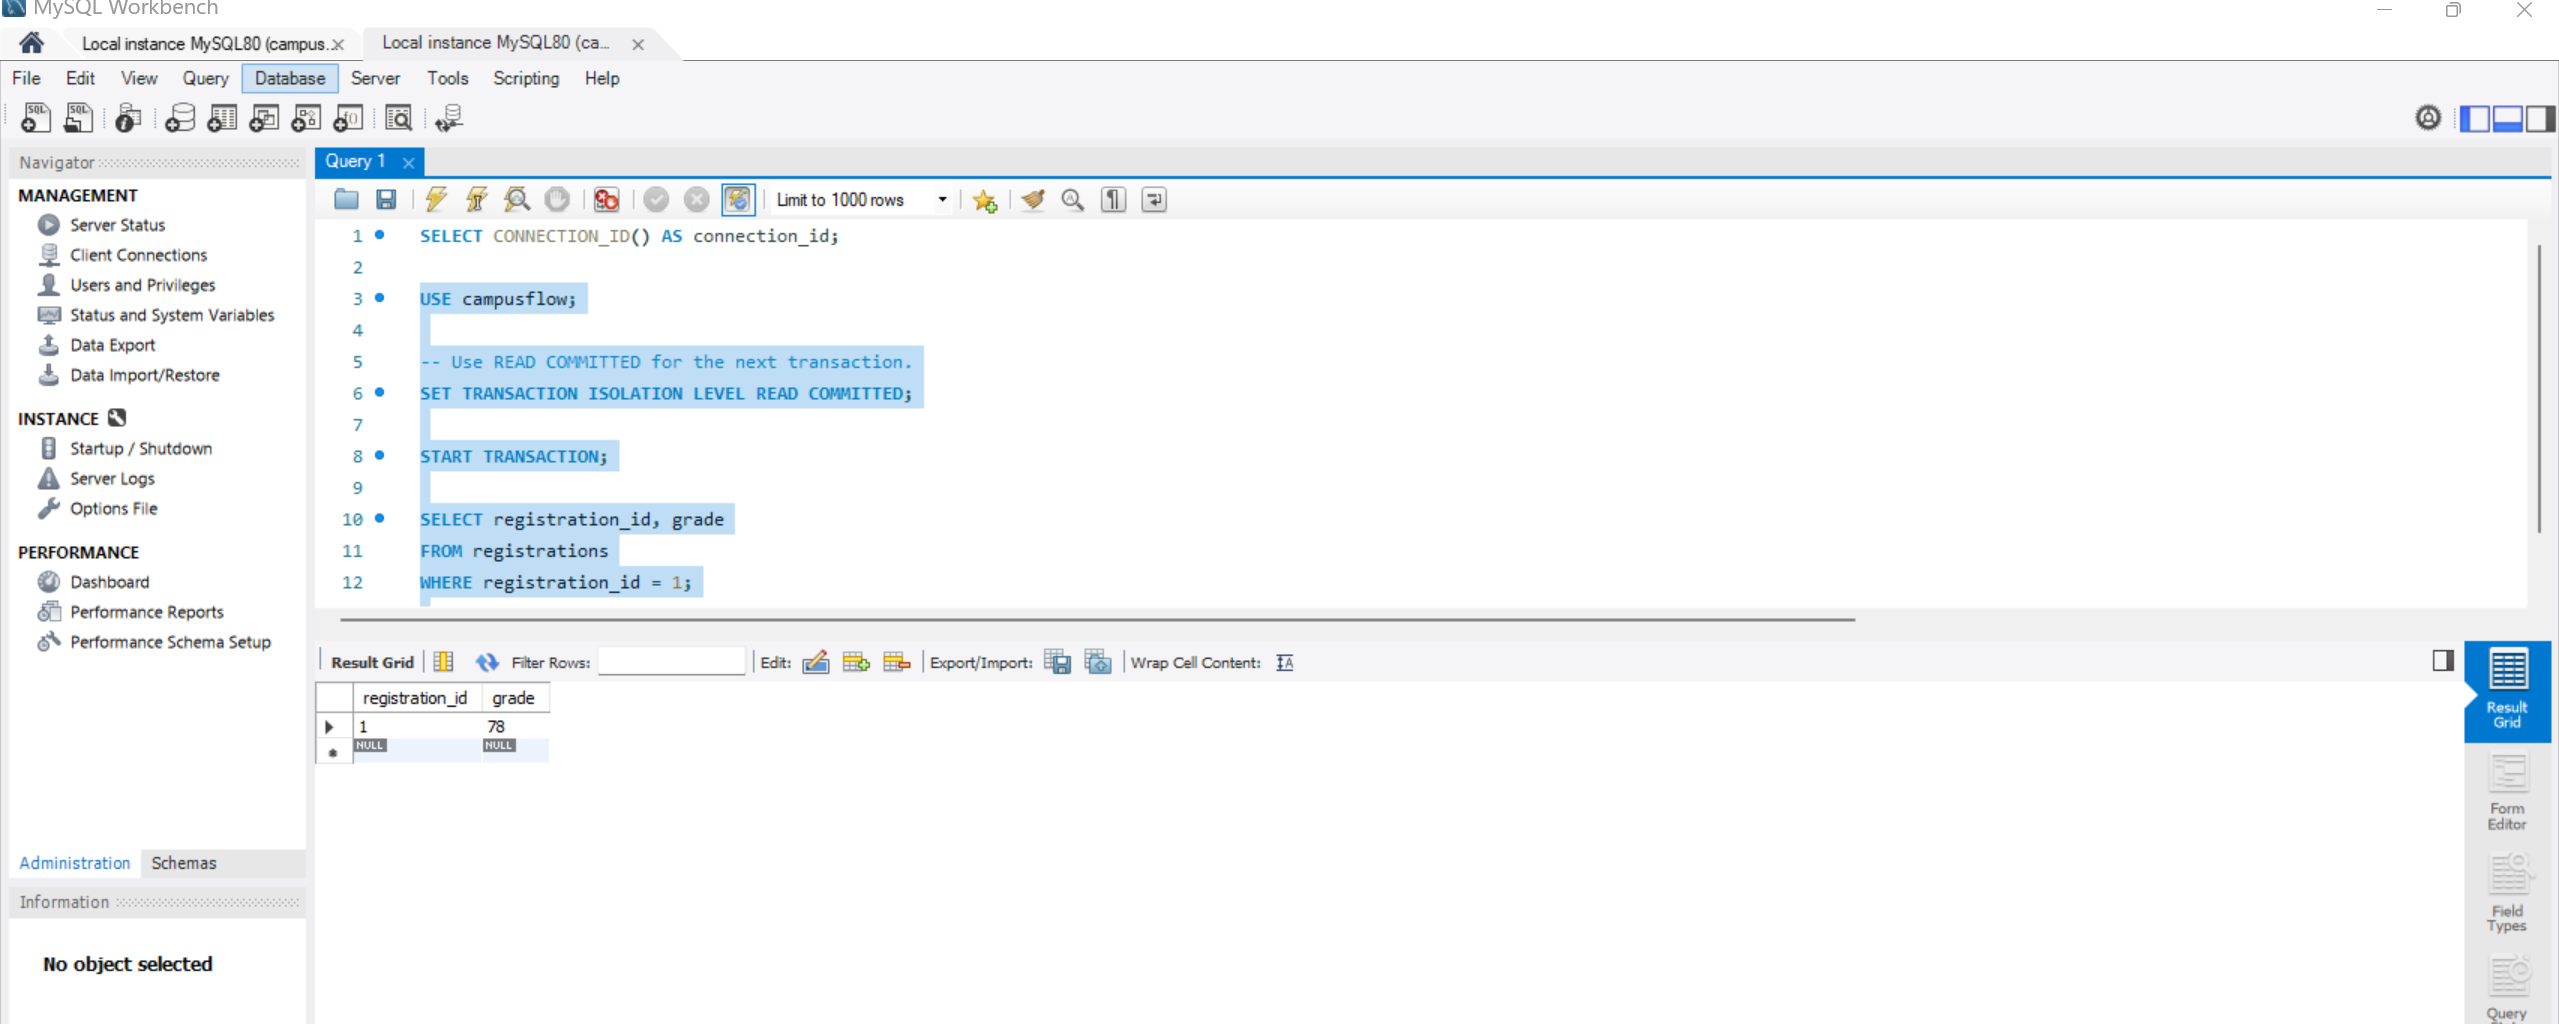 MySQL Workbench
Local instance MySQL80 (campus...
Local instance MySQL80 (ca...
File Edit View Query Database Server Tools Scripting Help
Navigator
MANAGEMENT
Server Status
Client Connections
Users and Privileges
Status and System Variables
Data Export
Data Import/Restore
INSTANCE
Startup / Shutdown
Server Logs
Options File
PERFORMANCE
Dashboard
Performance Reports
Performance Schema Setup
Administration Schemas
Information
No object selected
Query 1
Limit to 1000 rows
1 SELECT CONNECTION_ID() AS connection_id;
2
3 USE campusflow;
4
5 -- Use READ COMMITTED for the next transaction.
6 SET TRANSACTION ISOLATION LEVEL READ COMMITTED;
7
8 START TRANSACTION;
9
10 SELECT registration_id, grade
11 FROM registrations
12 WHERE registration_id = 1;
Result Grid Filter Rows: Edit: Export/Import: Wrap Cell Content:
registration_id grade
1 78
NULL NULL
Result
Grid
Form
Editor
Field
Types
Query